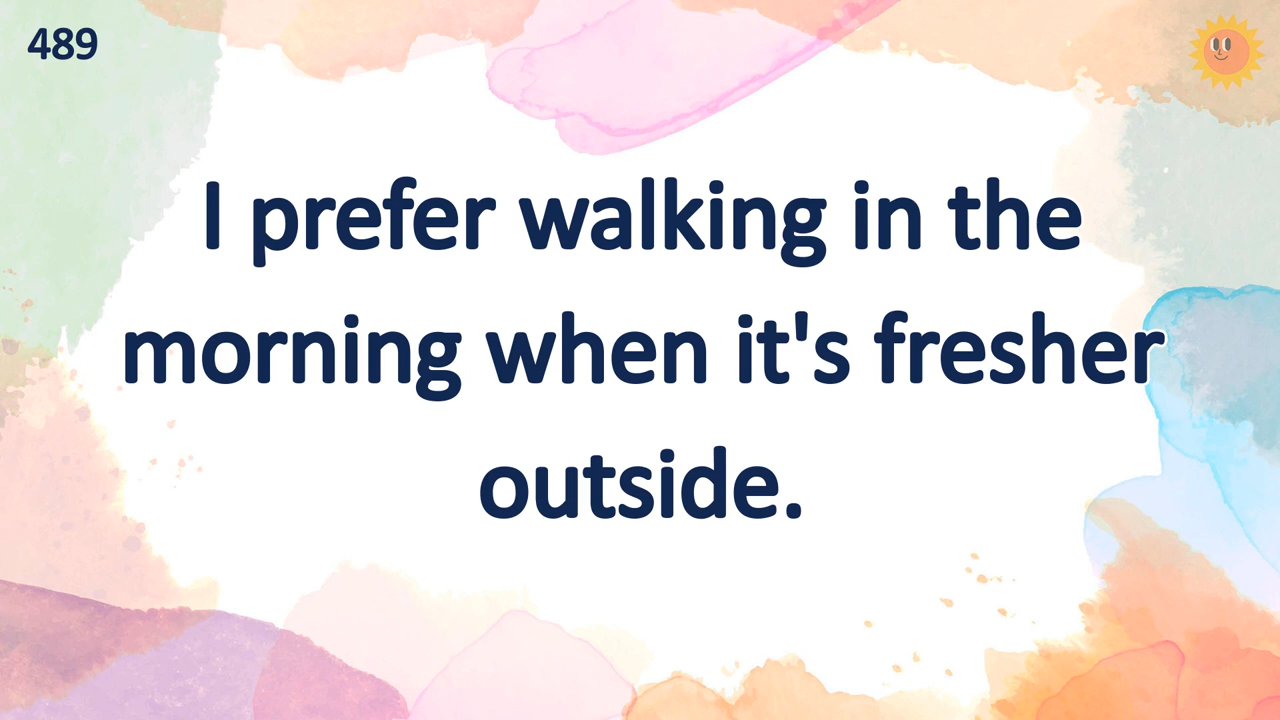 489
I prefer walking in the
morning when it's fresher
outside.